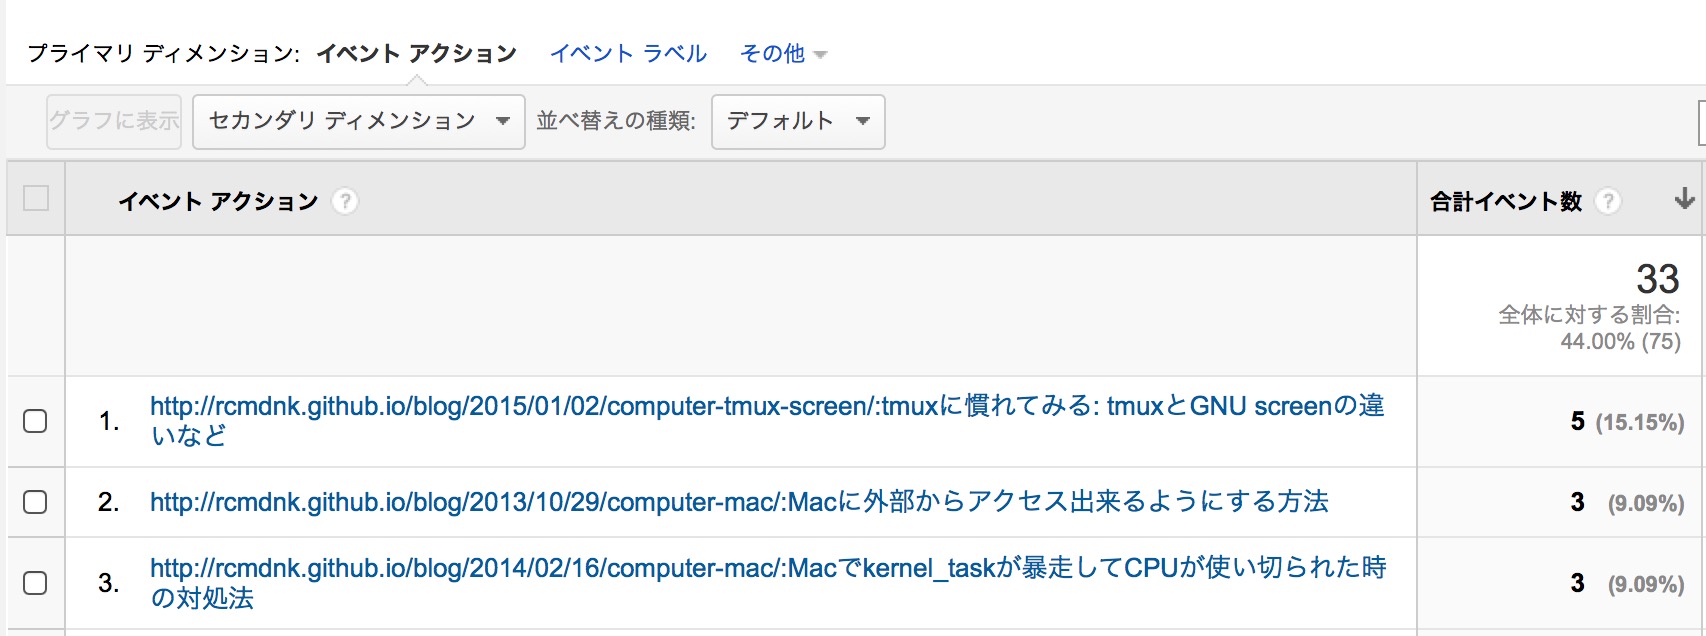 プライマリ ディメンション: イベント アクション イベント ラベル その他
グラフに表示 セカンダリ ディメンション 並べ替えの種類: デフォルト
イベント アクション ? 合計イベント数 ?
33
全体に対する割合:
44.00% (75)
1. http://rcmdnk.github.io/blog/2015/01/02/computer-tmux-screen/:tmuxに慣れてみる: tmuxとGNU screenの違
いなど
5 (15.15%)
2. http://rcmdnk.github.io/blog/2013/10/29/computer-mac/:Macに外部からアクセス出来るようにする方法 3 (9.09%)
3. http://rcmdnk.github.io/blog/2014/02/16/computer-mac/:Macでkernel_taskが暴走してCPUが使い切られた時
の対処法
3 (9.09%)